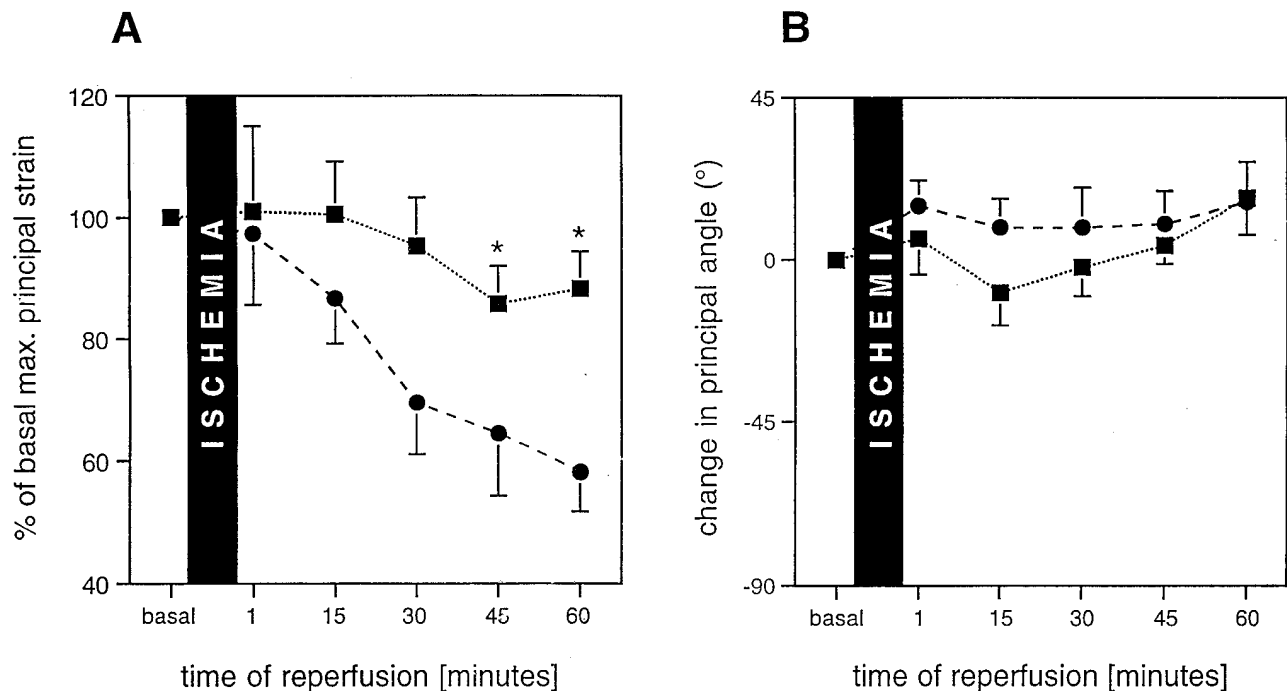 A
% of basal max. principal strain
120
100
80
60
40
ISCHEMIA
*
*
basal 1 15 30 45 60
time of reperfusion [minutes]
B
change in principal angle (°)
45
0
-45
-90
ISCHEMIA
basal 1 15 30 45 60
time of reperfusion [minutes]